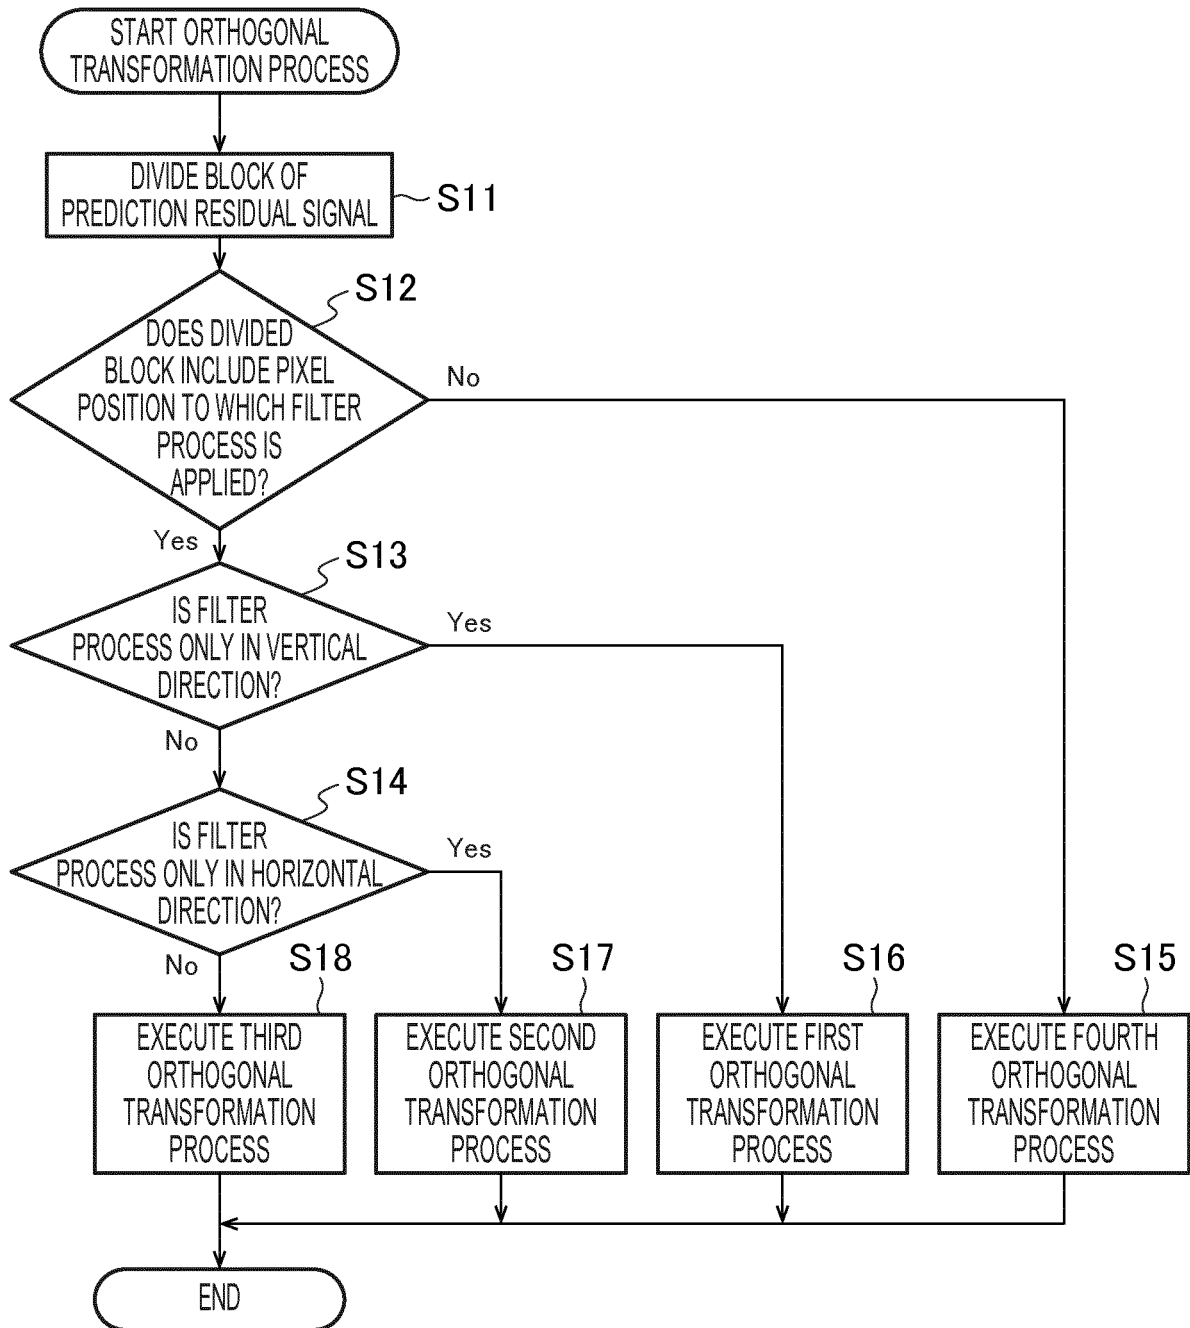 START ORTHOGONAL
TRANSFORMATION PROCESS
DIVIDE BLOCK OF
PREDICTION RESIDUAL SIGNAL
S11
S12
DOES DIVIDED
BLOCK INCLUDE PIXEL
POSITION TO WHICH FILTER
PROCESS IS
APPLIED?
No
Yes
S13
IS FILTER
PROCESS ONLY IN VERTICAL
DIRECTION?
Yes
No
S14
IS FILTER
PROCESS ONLY IN HORIZONTAL
DIRECTION?
Yes
No
S18
EXECUTE THIRD
ORTHOGONAL
TRANSFORMATION
PROCESS
S17
EXECUTE SECOND
ORTHOGONAL
TRANSFORMATION
PROCESS
S16
EXECUTE FIRST
ORTHOGONAL
TRANSFORMATION
PROCESS
S15
EXECUTE FOURTH
ORTHOGONAL
TRANSFORMATION
PROCESS
END